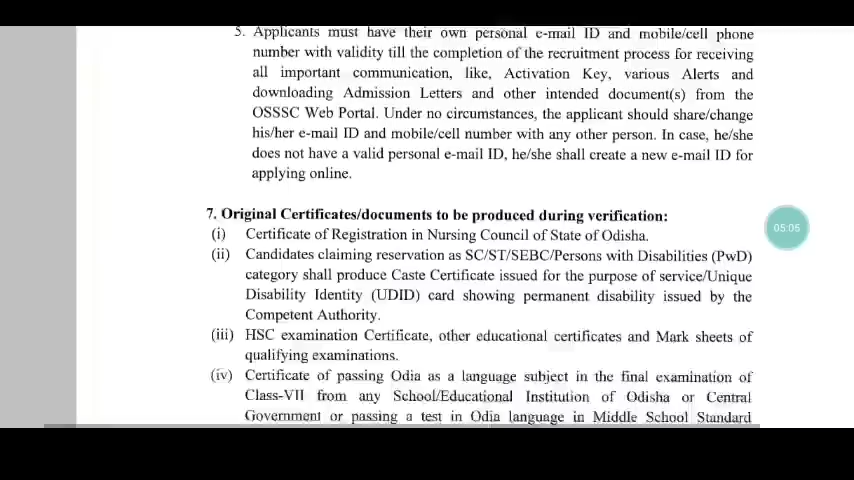 5. Applicants must have their own personal e-mail ID and mobile/cell phone
number with validity till the completion of the recruitment process for receiving
all important communication, like, Activation Key, various Alerts and
downloading Admission Letters and other intended document(s) from the
OSSSC Web Portal. Under no circumstances, the applicant should share/change
his/her e-mail ID and mobile/cell number with any other person. In case, he/she
does not have a valid personal e-mail ID, he/she shall create a new e-mail ID for
applying online.
7. Original Certificates/documents to be produced during verification:
(i) Certificate of Registration in Nursing Council of State of Odisha.
05:05
(ii) Candidates claiming reservation as SC/ST/SEBC/Persons with Disabilities (PwD)
category shall produce Caste Certificate issued for the purpose of service/Unique
Disability Identity (UDID) card showing permanent disability issued by the
Competent Authority.
(iii) HSC examination Certificate, other educational certificates and Mark sheets of
qualifying examinations.
(iv) Certificate of passing Odia as a language subject in the final examination of
Class-VII from any School/Educational Institution of Odisha or Central
Government or passing a test in Odia language in Middle School Standard